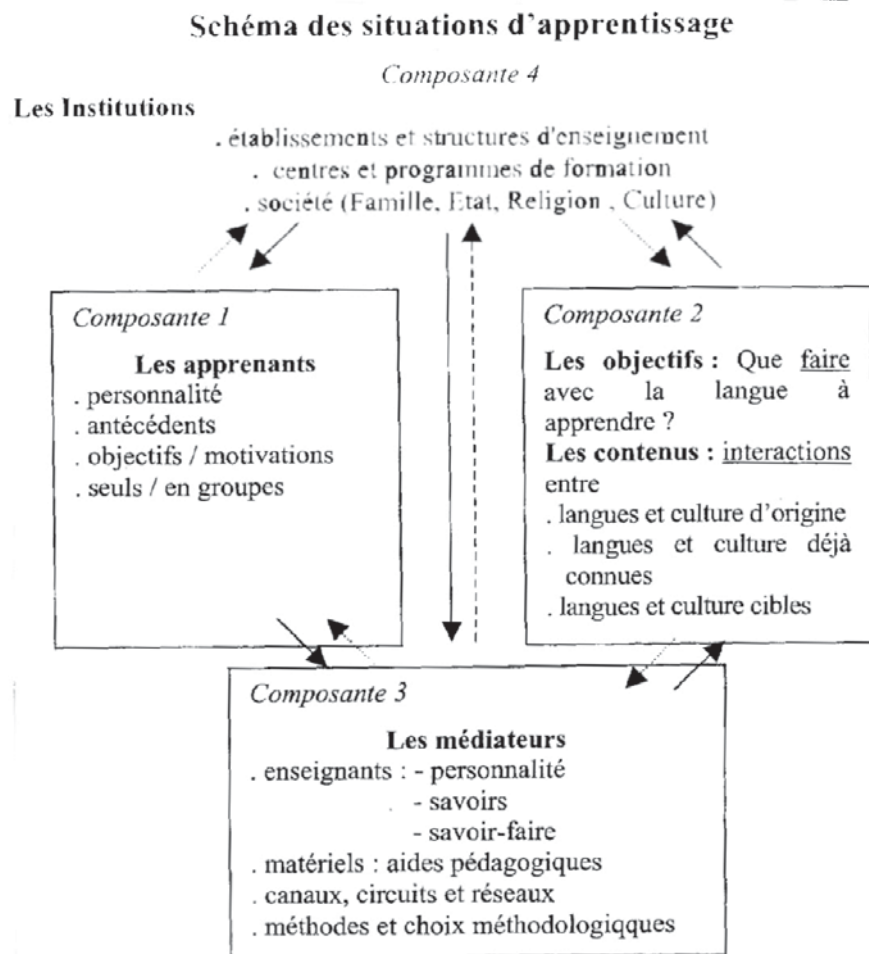 Schéma des situations d'apprentissage
Composante 4
Les Institutions
. établissements et structures d'enseignement
. centres et programmes de formation
. société (Famille, Etat, Religion , Culture)
Composante 1
Les apprenants
. personnalité
. antécédents
. objectifs / motivations
. seuls / en groupes
Composante 2
Les objectifs : Que faire
avec la langue à
apprendre ?
Les contenus : interactions
entre
. langues et culture d'origine
. langues et culture déjà
connues
. langues et culture cibles
Composante 3
Les médiateurs
. enseignants : - personnalité
- savoirs
- savoir-faire
. matériels : aides pédagogiques
. canaux, circuits et réseaux
. méthodes et choix méthodologiqques